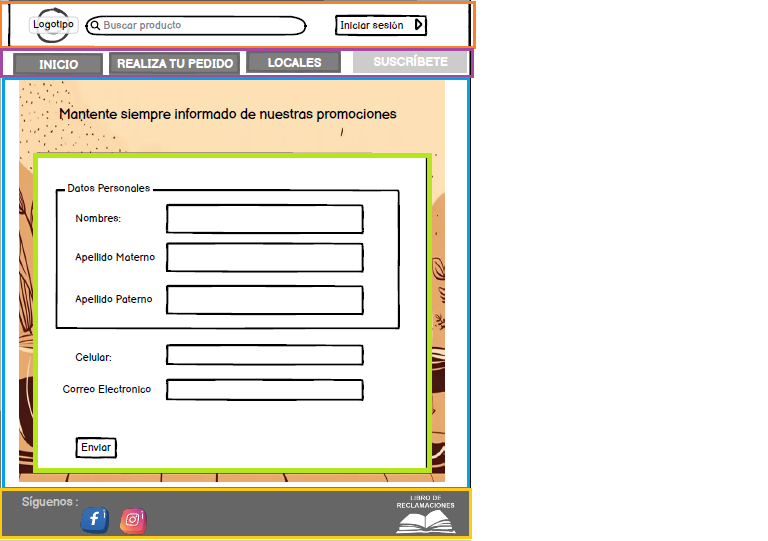 Logotipo
Buscar producto
Iniciar sesión
INICIO
REALIZA TU PEDIDO
LOCALES
SUSCRÍBETE
Mantente siempre informado de nuestras promociones
Datos Personales
Nombres:
Apellido Materno
Apellido Paterno
Celular:
Correo Electronico
Enviar
Síguenos :
LIBRO DE
RECLAMACIONES